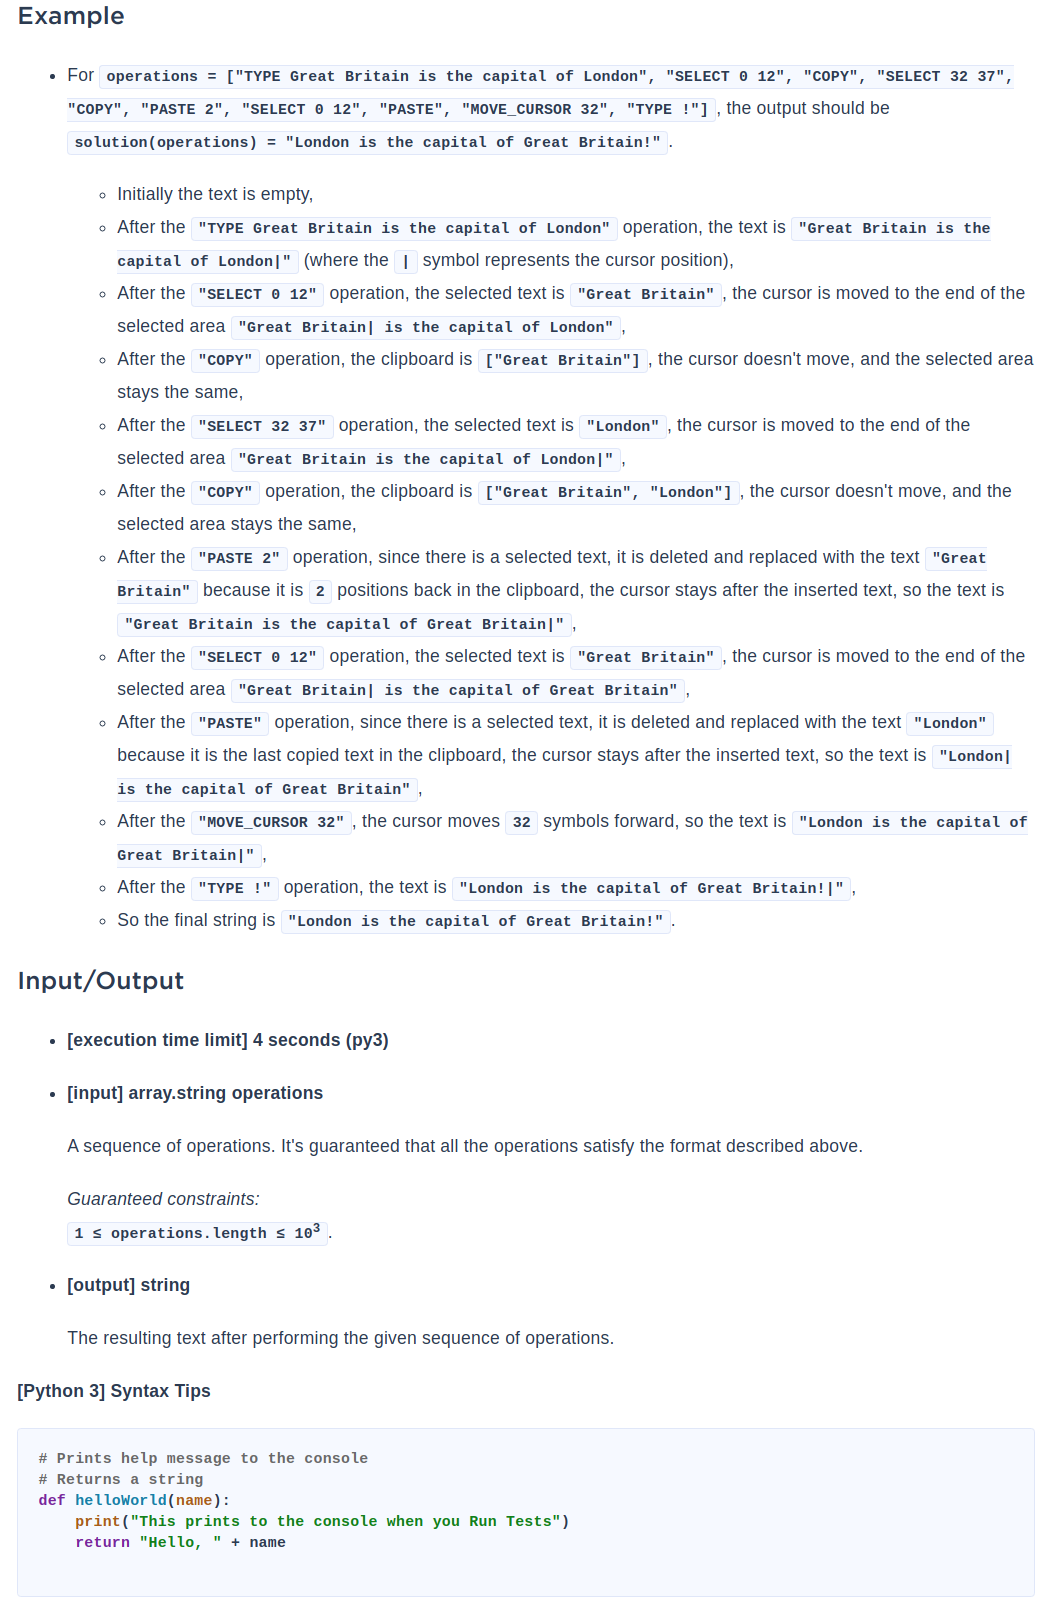 Example
For operations = ["TYPE Great Britain is the capital of London", "SELECT 0 12", "COPY", "SELECT 32 37",
"COPY", "PASTE 2", "SELECT 0 12", "PASTE", "MOVE_CURSOR 32", "TYPE !"], the output should be
solution(operations) = "London is the capital of Great Britain!".
Initially the text is empty,
After the "TYPE Great Britain is the capital of London" operation, the text is "Great Britain is the
capital of London|" (where the | symbol represents the cursor position),
After the "SELECT 0 12" operation, the selected text is "Great Britain", the cursor is moved to the end of the
selected area "Great Britain| is the capital of London",
After the "COPY" operation, the clipboard is ["Great Britain"], the cursor doesn't move, and the selected area
stays the same,
After the "SELECT 32 37" operation, the selected text is "London", the cursor is moved to the end of the
selected area "Great Britain is the capital of London|",
After the "COPY" operation, the clipboard is ["Great Britain", "London"], the cursor doesn't move, and the
selected area stays the same,
After the "PASTE 2" operation, since there is a selected text, it is deleted and replaced with the text "Great
Britain" because it is 2 positions back in the clipboard, the cursor stays after the inserted text, so the text is
"Great Britain is the capital of Great Britain|",
After the "SELECT 0 12" operation, the selected text is "Great Britain", the cursor is moved to the end of the
selected area "Great Britain| is the capital of Great Britain",
After the "PASTE" operation, since there is a selected text, it is deleted and replaced with the text "London"
because it is the last copied text in the clipboard, the cursor stays after the inserted text, so the text is "London|
is the capital of Great Britain",
After the "MOVE_CURSOR 32", the cursor moves 32 symbols forward, so the text is "London is the capital of
Great Britain|",
After the "TYPE !" operation, the text is "London is the capital of Great Britain!|",
So the final string is "London is the capital of Great Britain!".
Input/Output
[execution time limit] 4 seconds (py3)
[input] array.string operations
A sequence of operations. It's guaranteed that all the operations satisfy the format described above.
Guaranteed constraints:
1 ≤ operations.length ≤ 10³.
[output] string
The resulting text after performing the given sequence of operations.
[Python 3] Syntax Tips
# Prints help message to the console
# Returns a string
def helloWorld(name):
    print("This prints to the console when you Run Tests")
    return "Hello, " + name